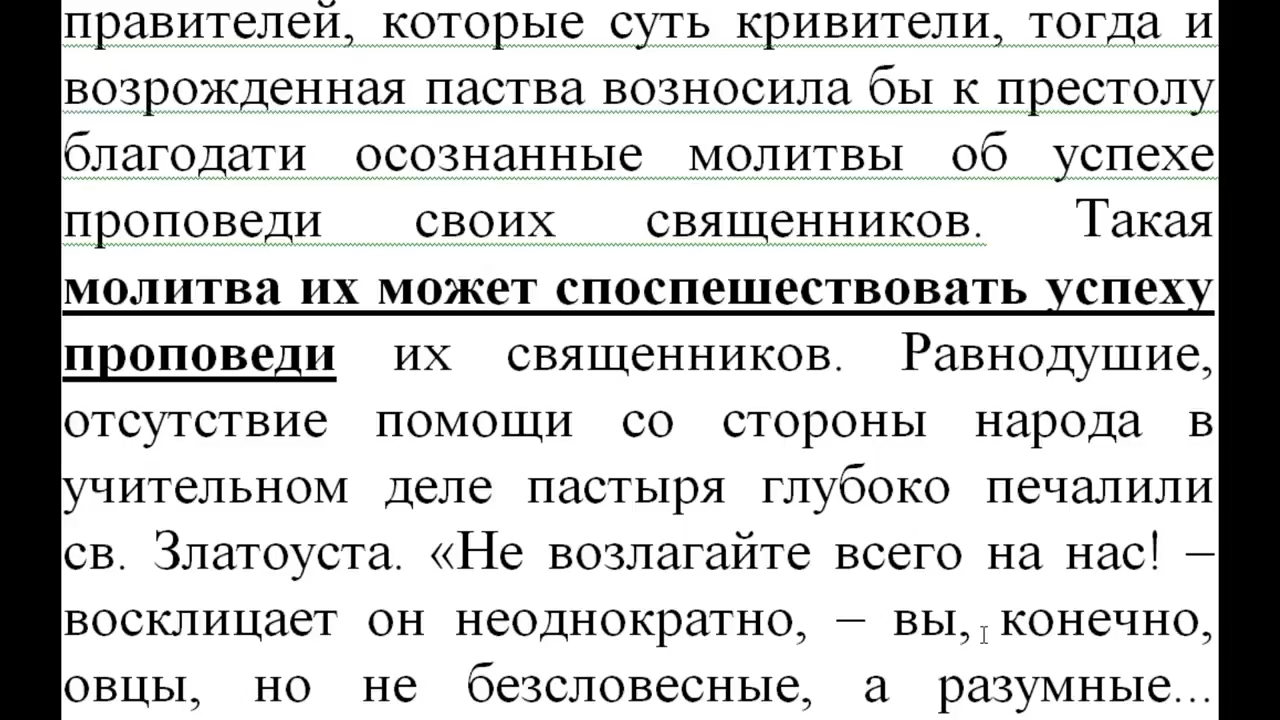 правителей, которые суть кривители, тогда и
возрожденная паства возносила бы к престолу
благодати осознанные молитвы об успехе
проповеди своих священников. Такая
молитва их может споспешествовать успеху
проповеди их священников. Равнодушие,
отсутствие помощи со стороны народа в
учительном деле пастыря глубоко печалили
св. Златоуста. «Не возлагайте всего на нас! –
восклицает он неоднократно, – вы, конечно,
овцы, но не безсловесные, а разумные...